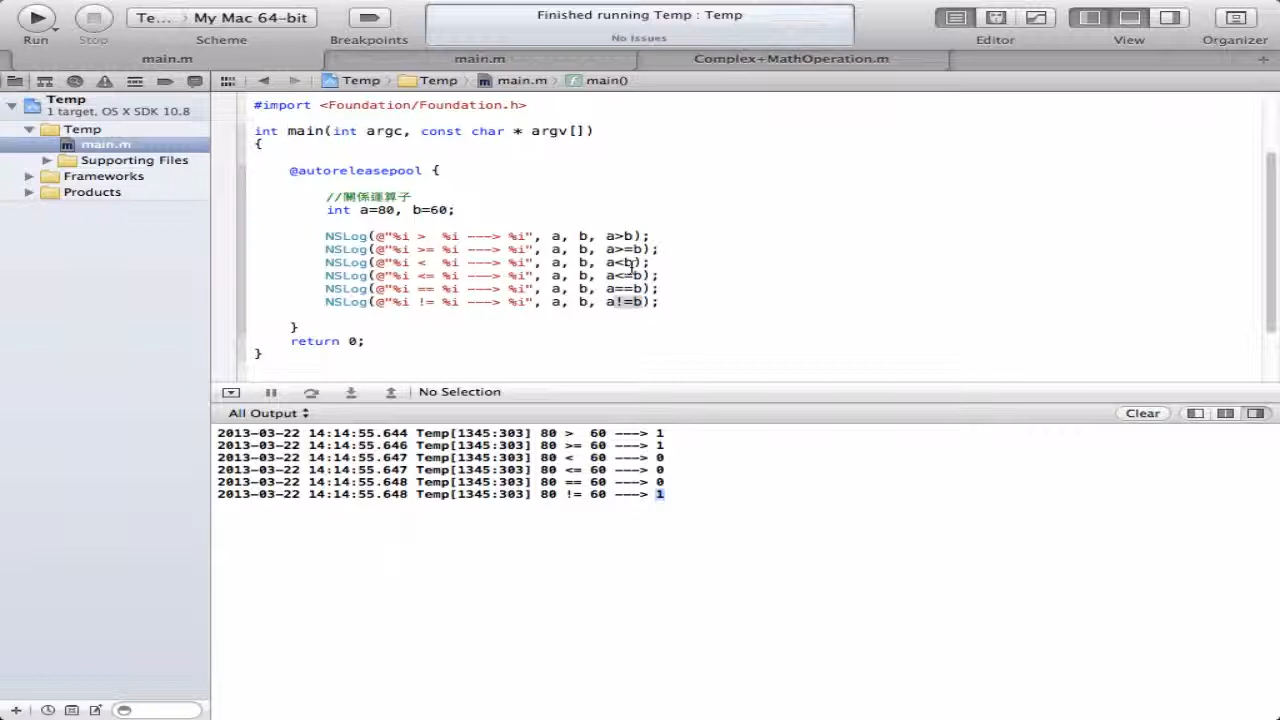 Te... My Mac 64-bit
Finished running Temp : Temp
No Issues
Run Stop Scheme Breakpoints Editor View Organizer
main.m main.m Complex+MathOperation.m
Temp Temp main.m main()
Temp
1 target, OS X SDK 10.8
Temp
main.m
Supporting Files
Frameworks
Products
#import <Foundation/Foundation.h>
int main(int argc, const char * argv[])
{
@autoreleasepool {
//關係運算子
int a=80, b=60;
NSLog(@"%i >  %i ---> %i", a, b, a>b);
NSLog(@"%i >= %i ---> %i", a, b, a>=b);
NSLog(@"%i <  %i ---> %i", a, b, a<b);
NSLog(@"%i <= %i ---> %i", a, b, a<=b);
NSLog(@"%i == %i ---> %i", a, b, a==b);
NSLog(@"%i != %i ---> %i", a, b, a!=b);
}
return 0;
}
No Selection
All Output Clear
2013-03-22 14:14:55.644 Temp[1345:303] 80 >  60 ---> 1
2013-03-22 14:14:55.646 Temp[1345:303] 80 >= 60 ---> 1
2013-03-22 14:14:55.647 Temp[1345:303] 80 <  60 ---> 0
2013-03-22 14:14:55.647 Temp[1345:303] 80 <= 60 ---> 0
2013-03-22 14:14:55.648 Temp[1345:303] 80 == 60 ---> 0
2013-03-22 14:14:55.648 Temp[1345:303] 80 != 60 ---> 1